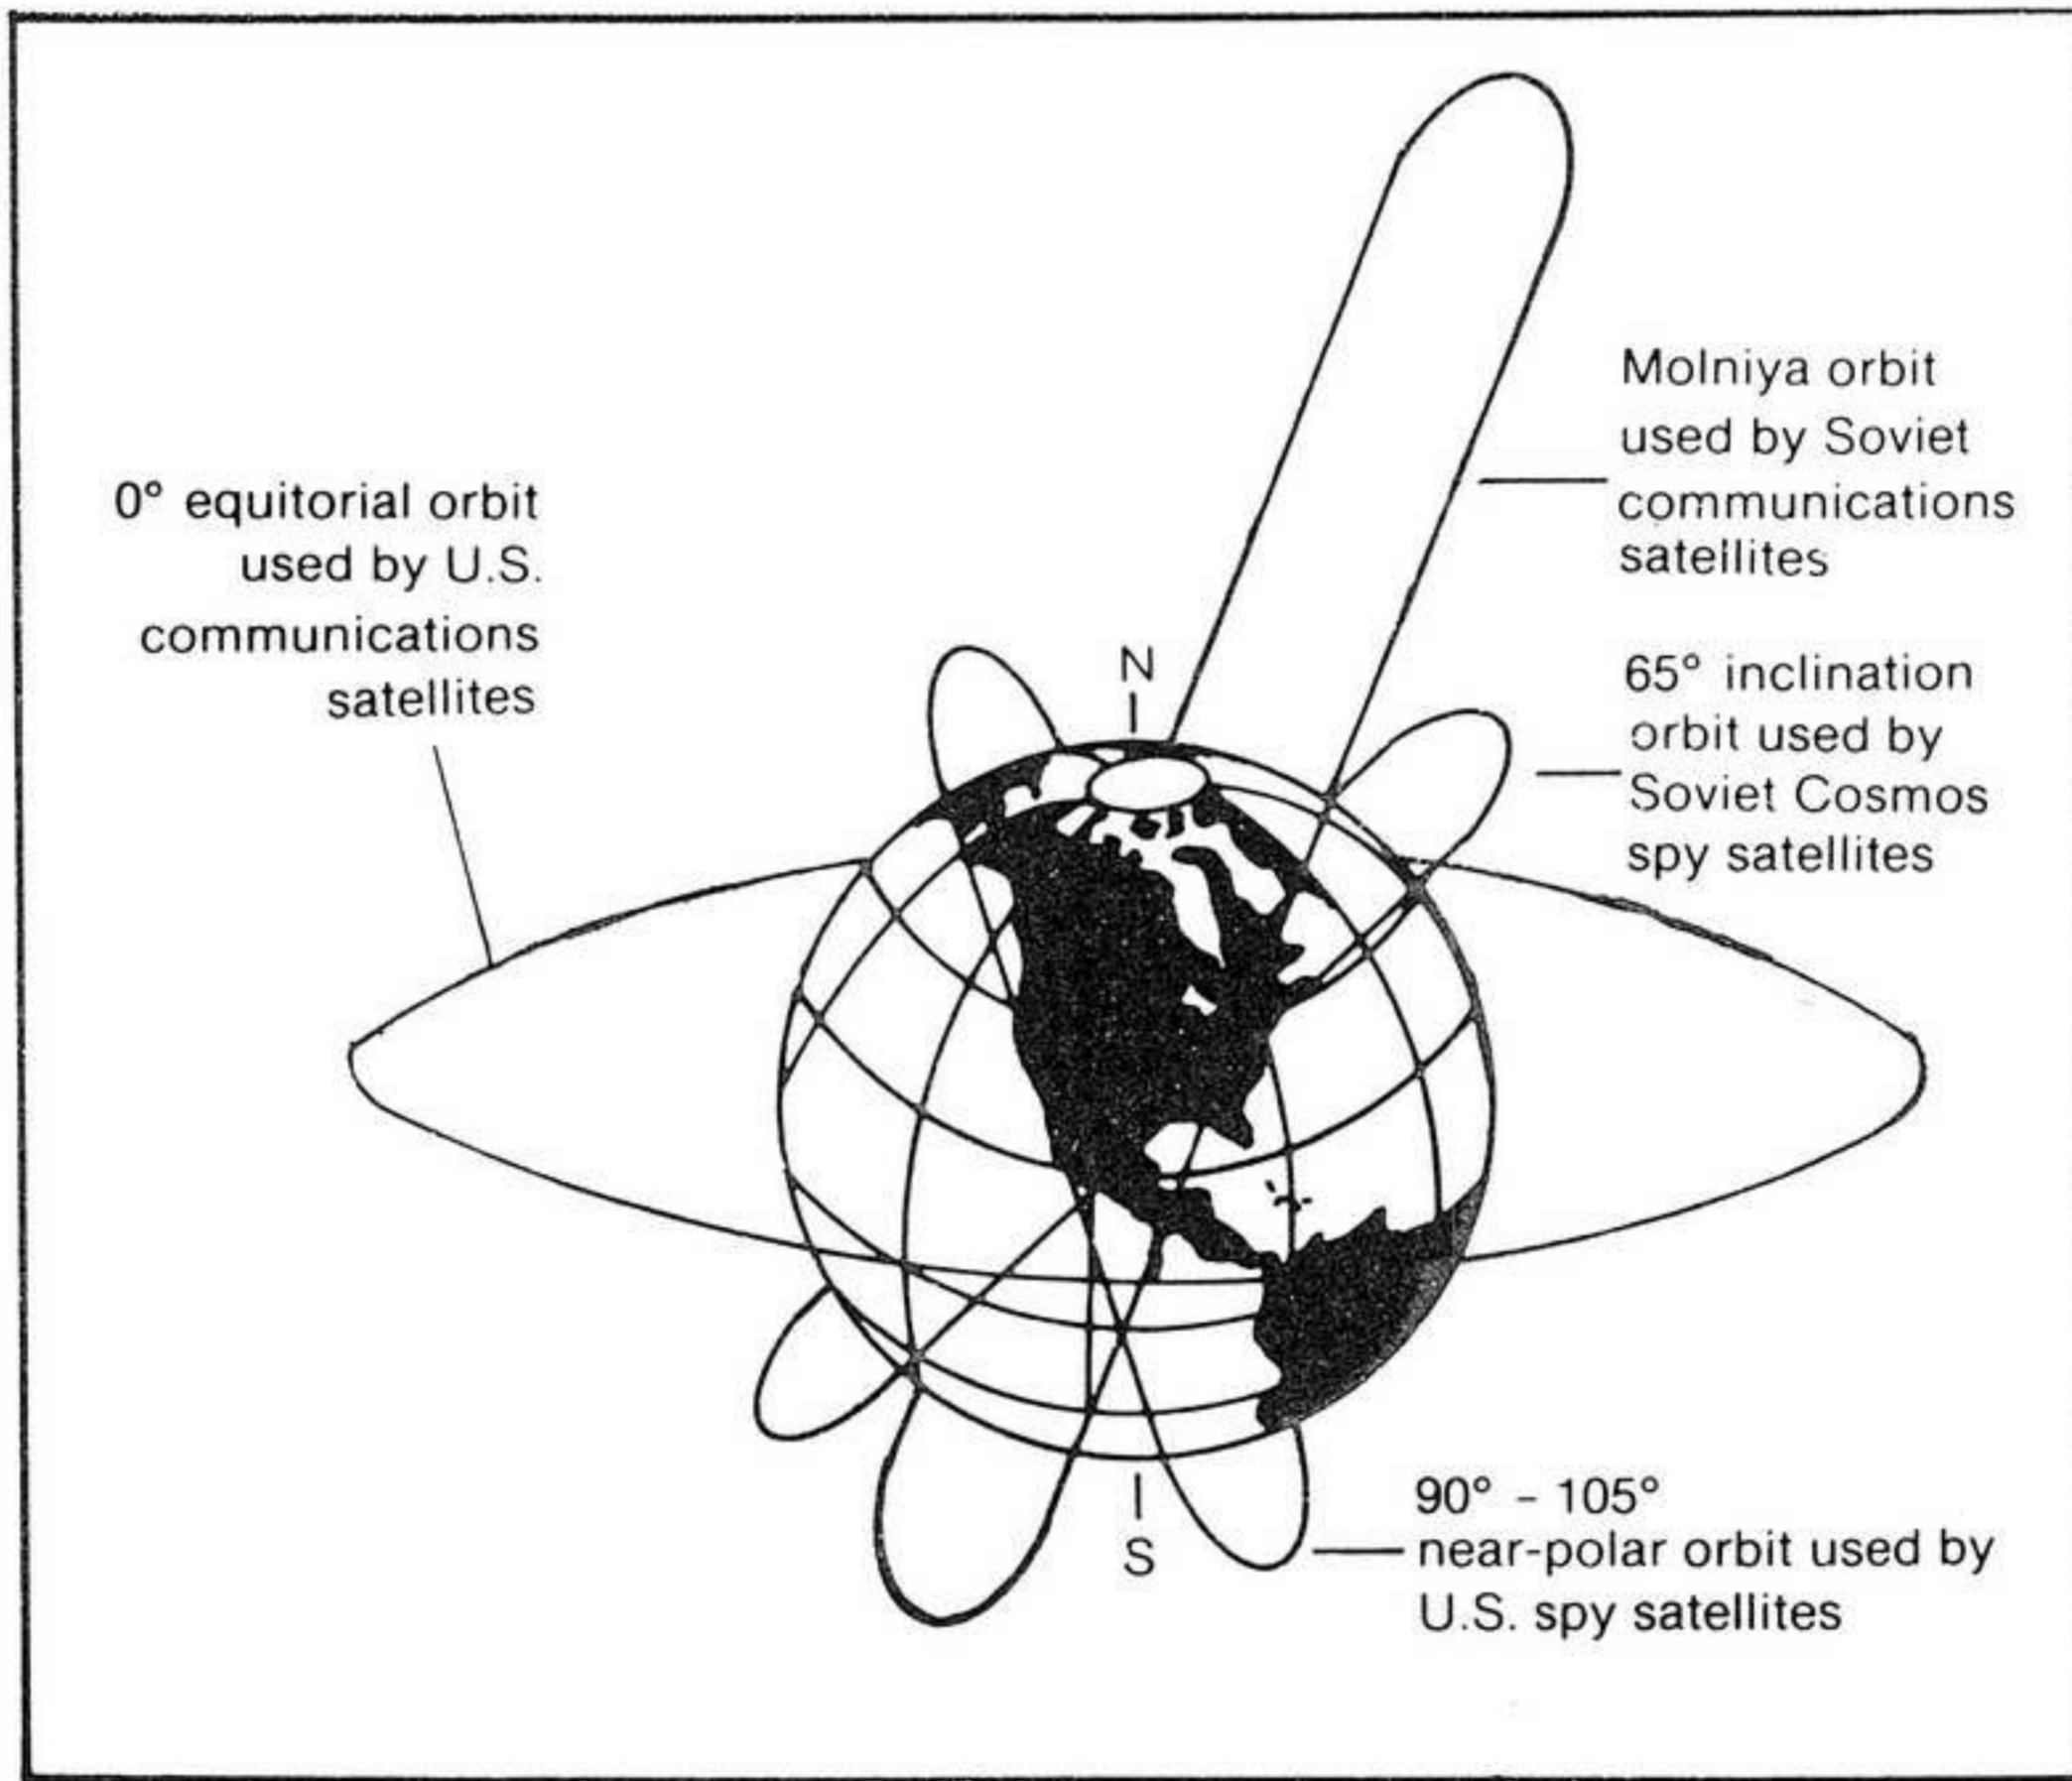 Molniya orbit
used by Soviet
communications
satellites
0° equitorial orbit
used by U.S.
communications
satellites
N
65° inclination
orbit used by
Soviet Cosmos
spy satellites
S
90° - 105°
near-polar orbit used by
U.S. spy satellites